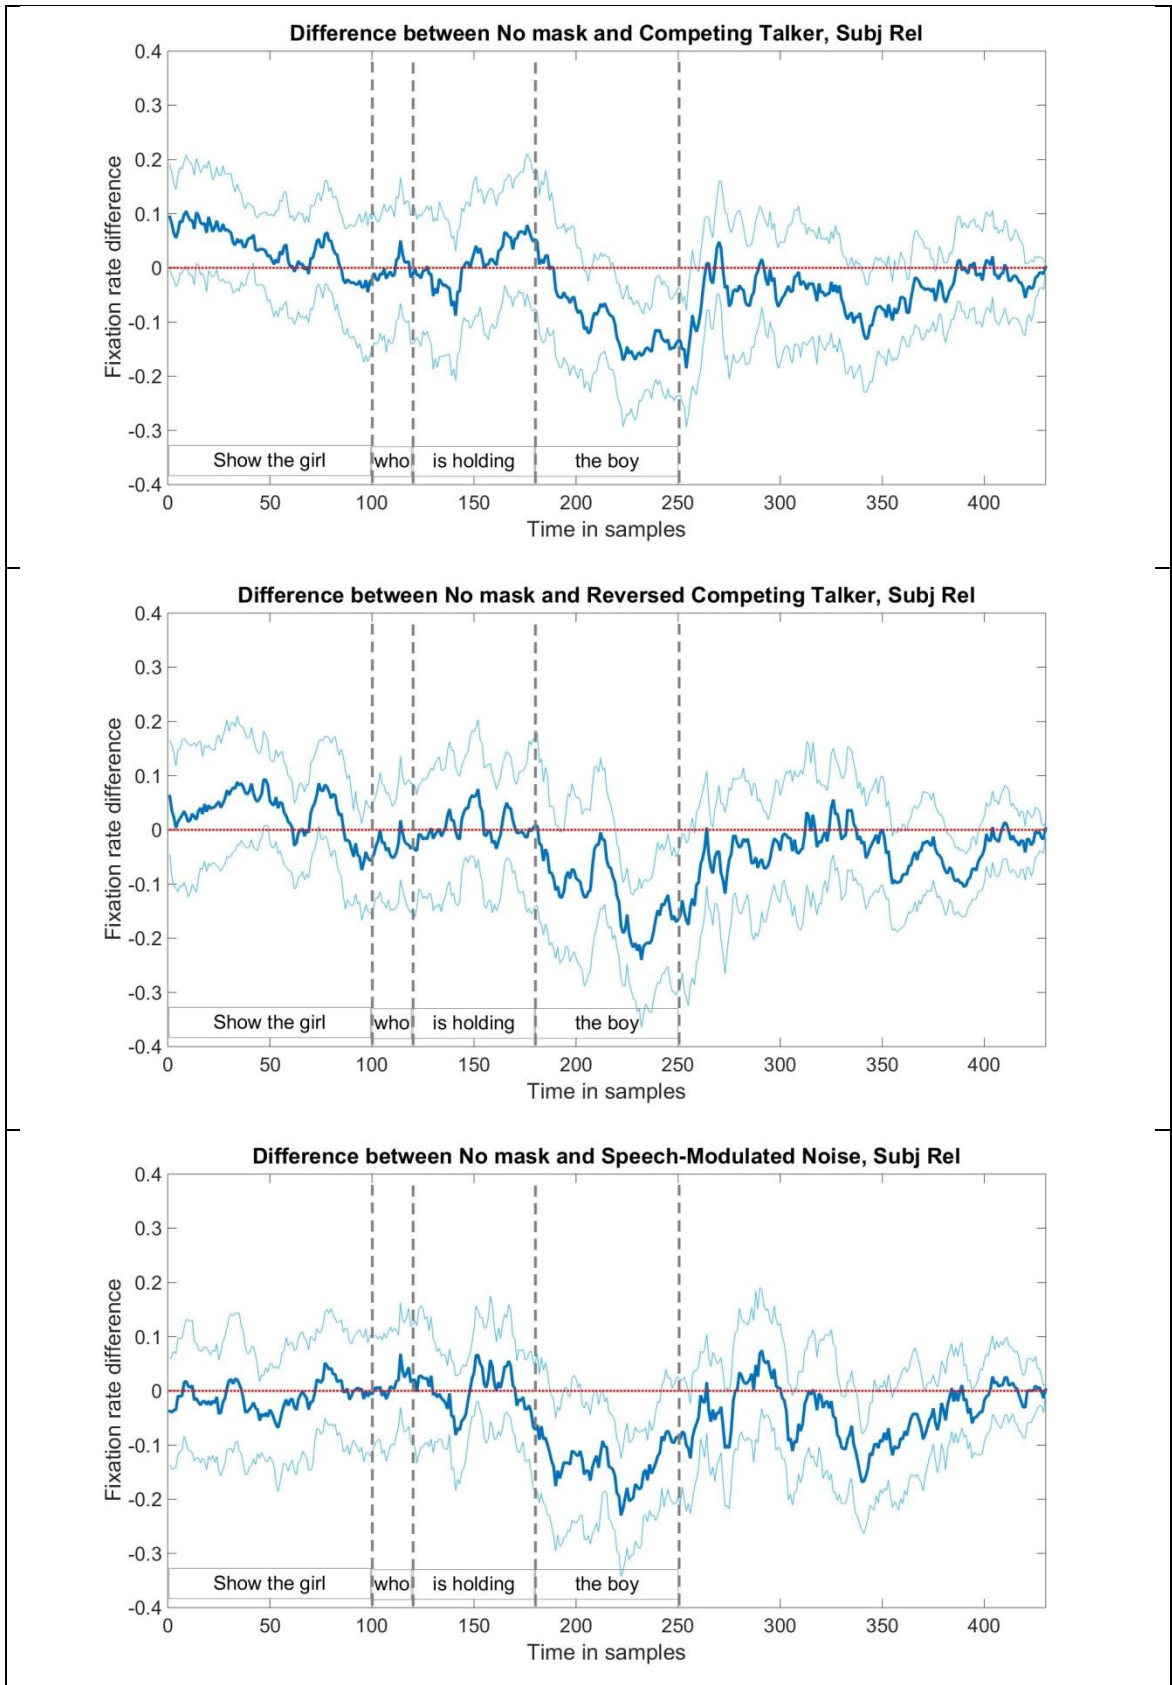 Difference between No mask and Competing Talker, Subj Rel
0.4
0.3
0.2
0.1
0
-0.1
-0.2
-0.3
-0.4
Fixation rate difference
Show the girl who is holding the boy
0 50 100 150 200 250 300 350 400
Time in samples
Difference between No mask and Reversed Competing Talker, Subj Rel
0.4
0.3
0.2
0.1
0
-0.1
-0.2
-0.3
-0.4
Fixation rate difference
Show the girl who is holding the boy
0 50 100 150 200 250 300 350 400
Time in samples
Difference between No mask and Speech-Modulated Noise, Subj Rel
0.4
0.3
0.2
0.1
0
-0.1
-0.2
-0.3
-0.4
Fixation rate difference
Show the girl who is holding the boy
0 50 100 150 200 250 300 350 400
Time in samples